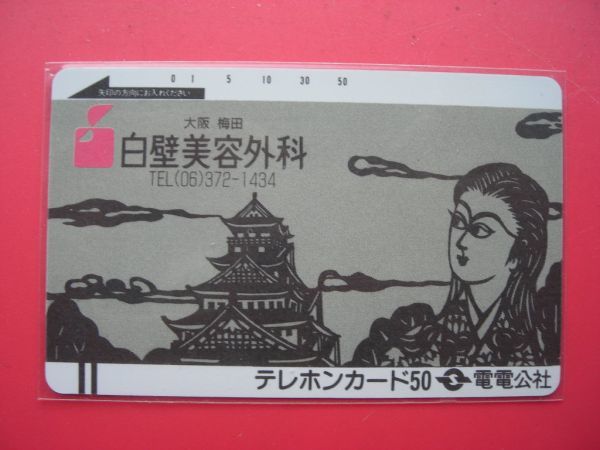 0 1 5 10 30 50
矢印の方向にお入れください
大阪 梅田
白壁美容外科
TEL(06)372-1434
テレホンカード50 電電公社